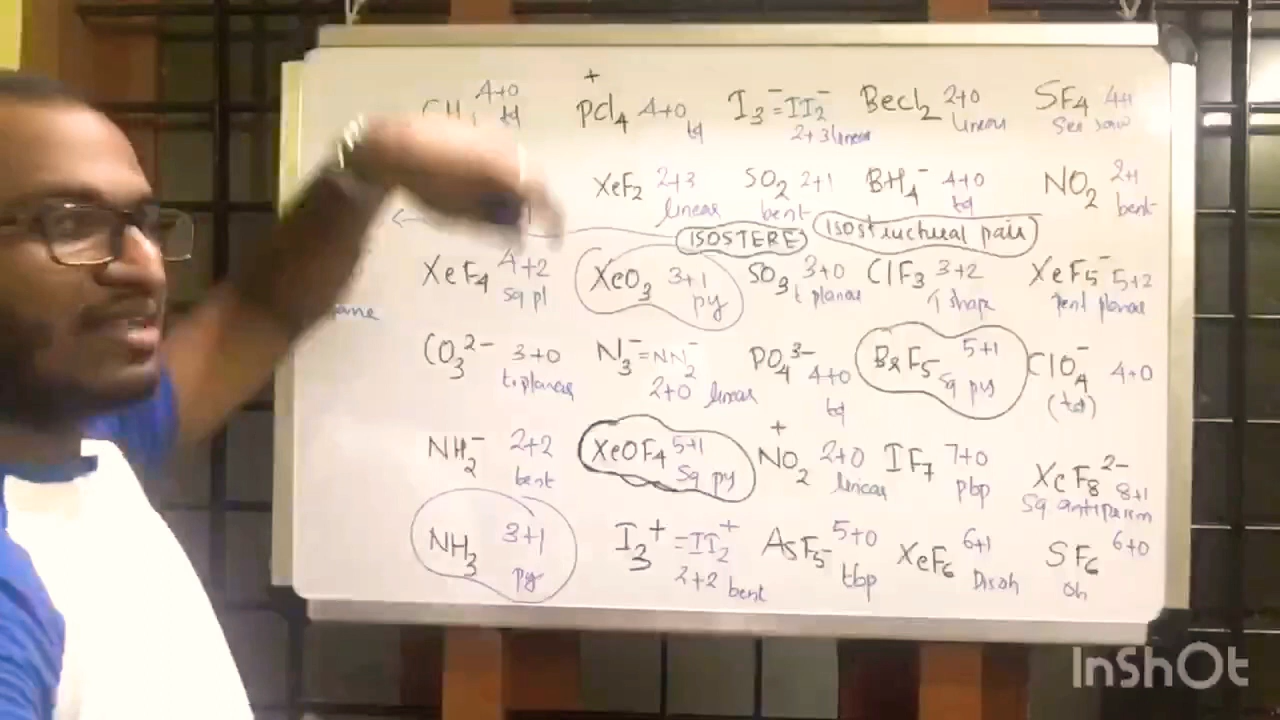 4+0
PCl4+ 4+0 td
I3- = II2- 2+3 linear
BeCl2 2+0 linear
SF4 4+1 See saw
XeF2 2+3 linear
SO2 2+1 bent
BH4- 4+0 td
NO2 2+1 bent
ISOSTERE
Isostructural pair
XeF4 4+2 Sq pl
XeO3 3+1 py
SO3 3+0 t planar
ClF3 3+2 T shape
XeF5- 5+2 pent planar
CO3 2- 3+0 t.planar
N3- = NN2- 2+0 linear
PO4 3- 4+0 td
BrF5 5+1 Sq py
ClO4- 4+0 (td)
NH2- 2+2 bent
XeOF4 5+1 Sq py
NO2+ 2+0 linear
IF7 7+0 pbp
XeF8 2- 8+1 Sq antiprism
NH3 3+1 py
I3+ = II2+ 2+2 bent
AsF5 5+0 tbp
XeF6 6+1 Disoh
SF6 6+0 Oh
InShOt